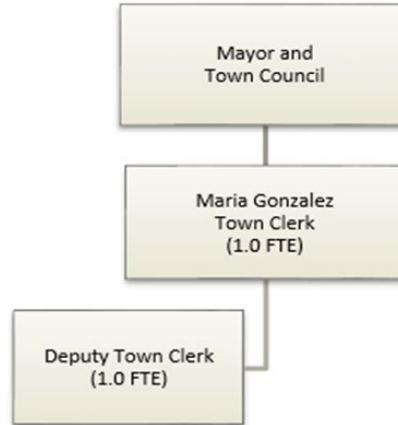 Mayor and
Town Council
Maria Gonzalez
Town Clerk
(1.0 FTE)
Deputy Town Clerk
(1.0 FTE)